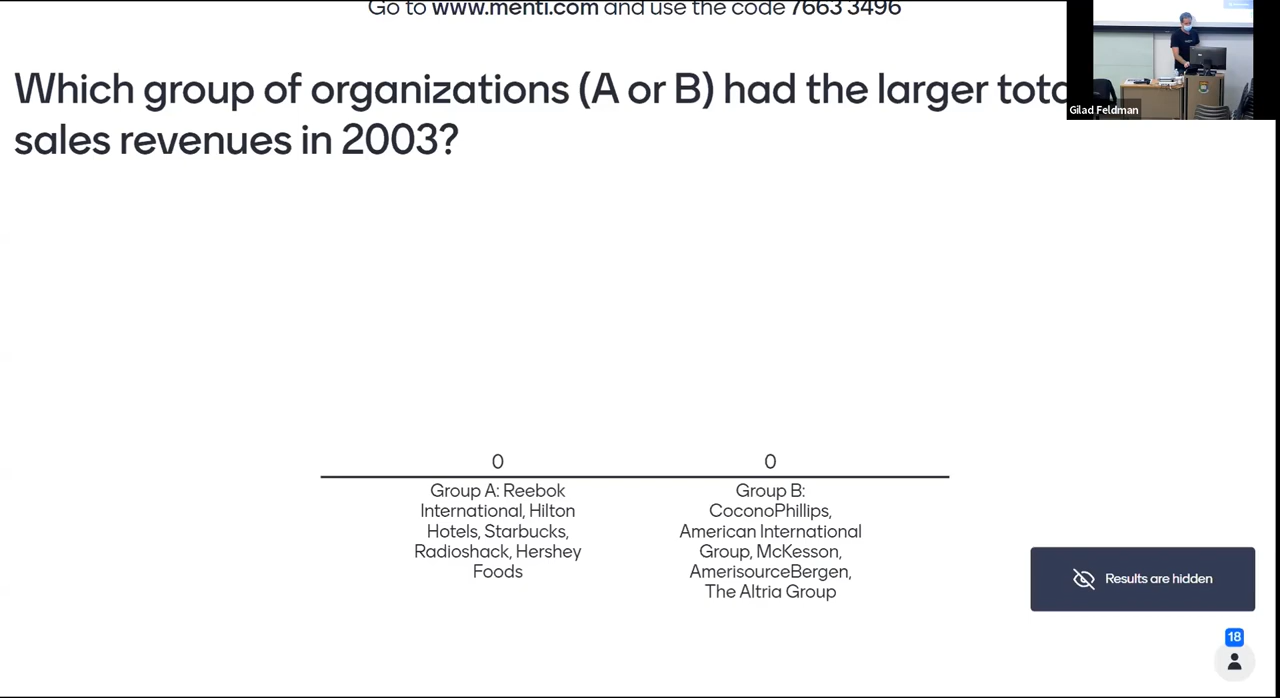 Go to www.menti.com and use the code 7663 3496
Which group of organizations (A or B) had the larger
sales revenues in 2003?
Gilad Feldman
0
0
Group A: Reebok
International, Hilton
Hotels, Starbucks,
Radioshack, Hershey
Foods
Group B:
CoconoPhillips,
American International
Group, McKesson,
AmerisourceBergen,
The Altria Group
Results are hidden
18